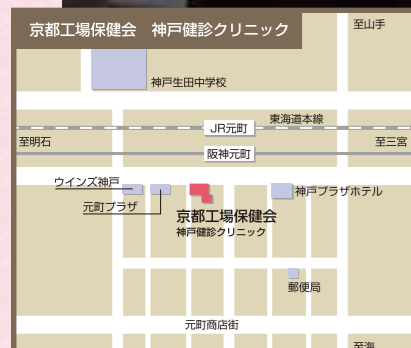 京都工場保健会　神戸健診クリニック
至山手
神戸生田中学校
東海道本線
JR元町
至明石
至三宮
阪神元町
ウインズ神戸
神戸プラザホテル
元町プラザ
京都工場保健会
神戸健診クリニック
郵便局
元町商店街
至海